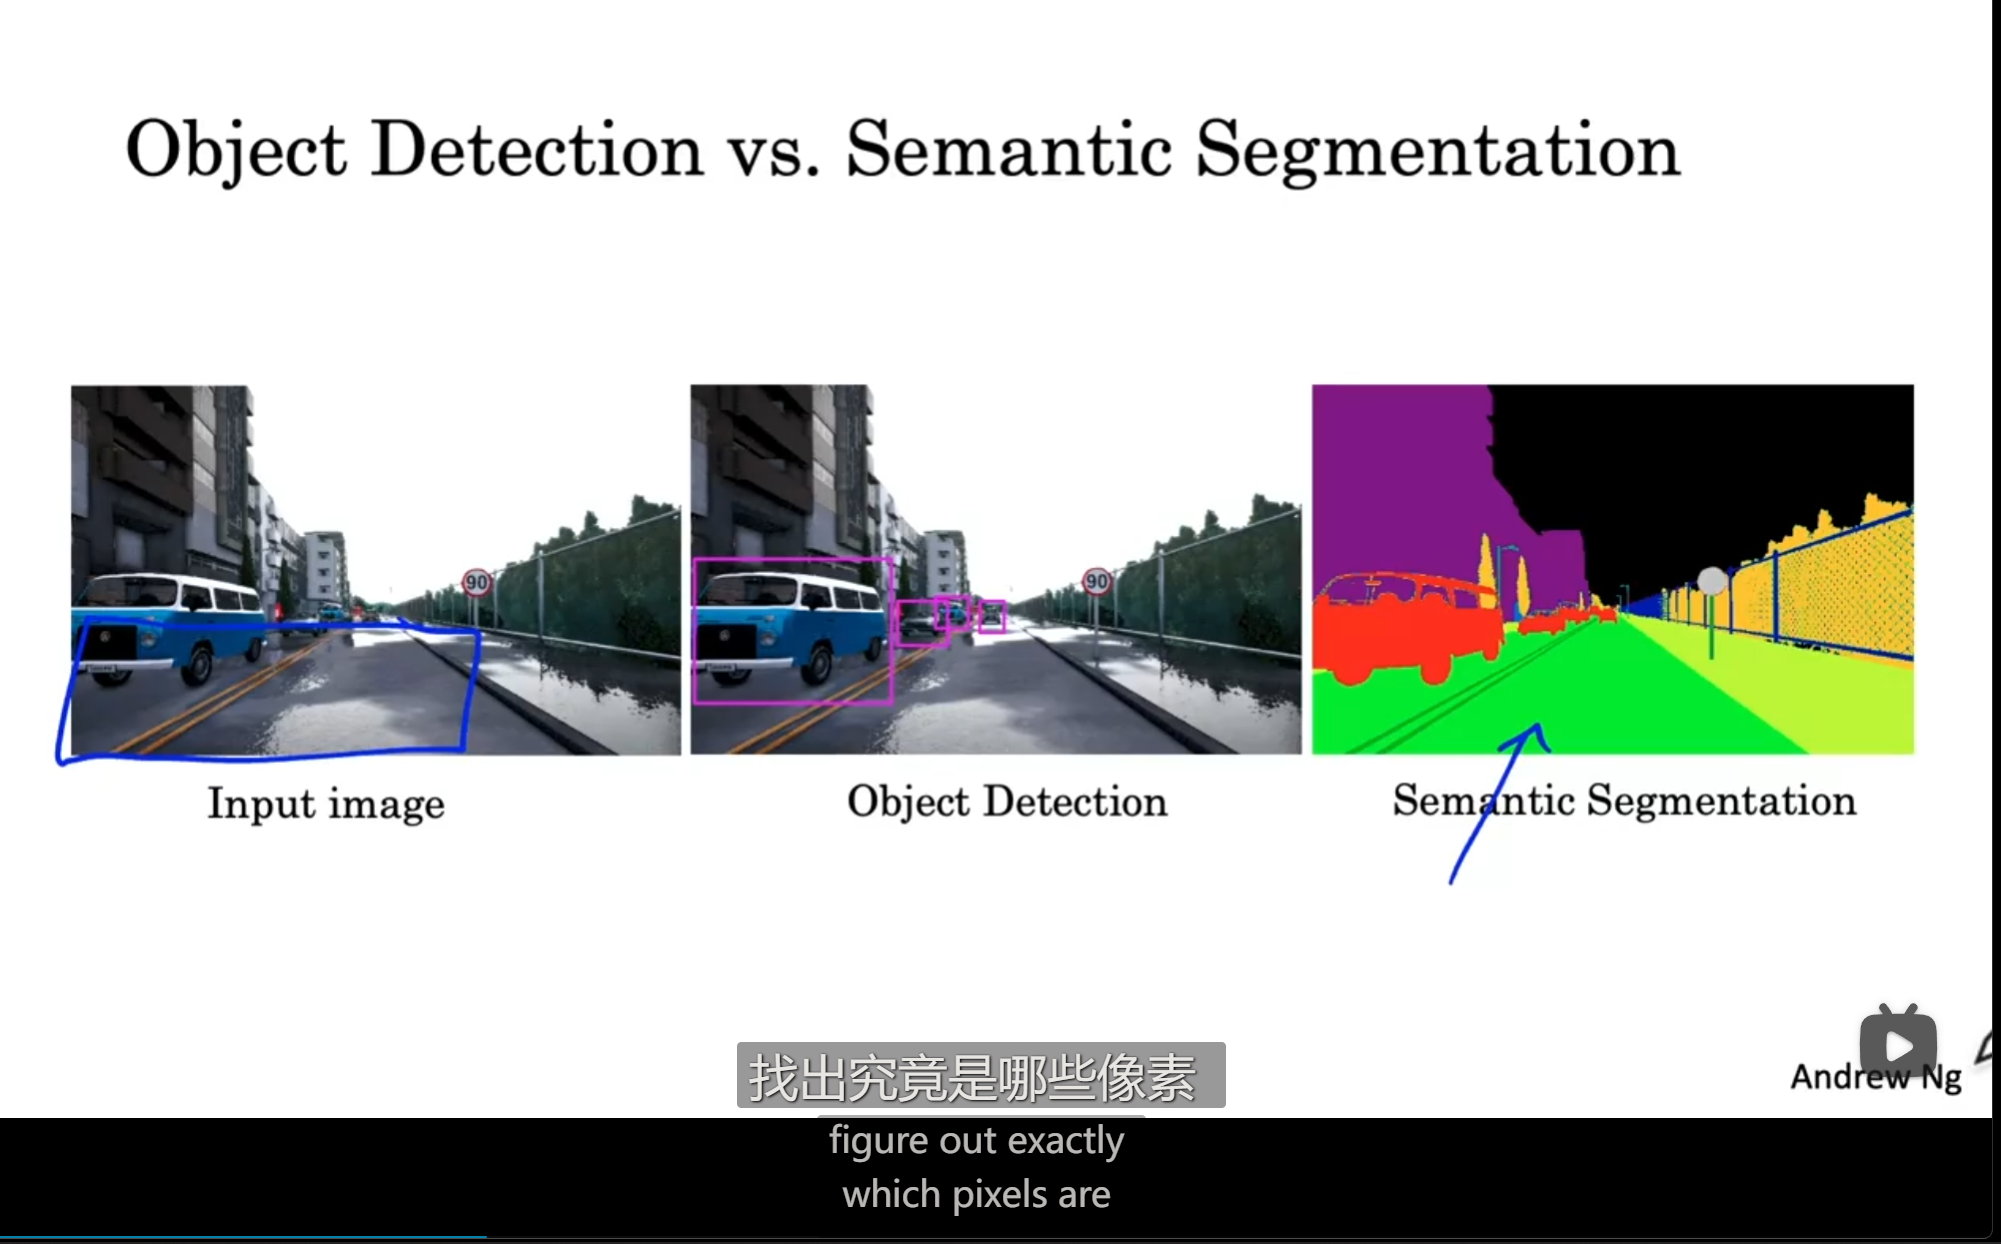 Object Detection vs. Semantic Segmentation
90
90
Input image
Object Detection
Semantic Segmentation
Andrew Ng
找出究竟是哪些像素
figure out exactly
which pixels are